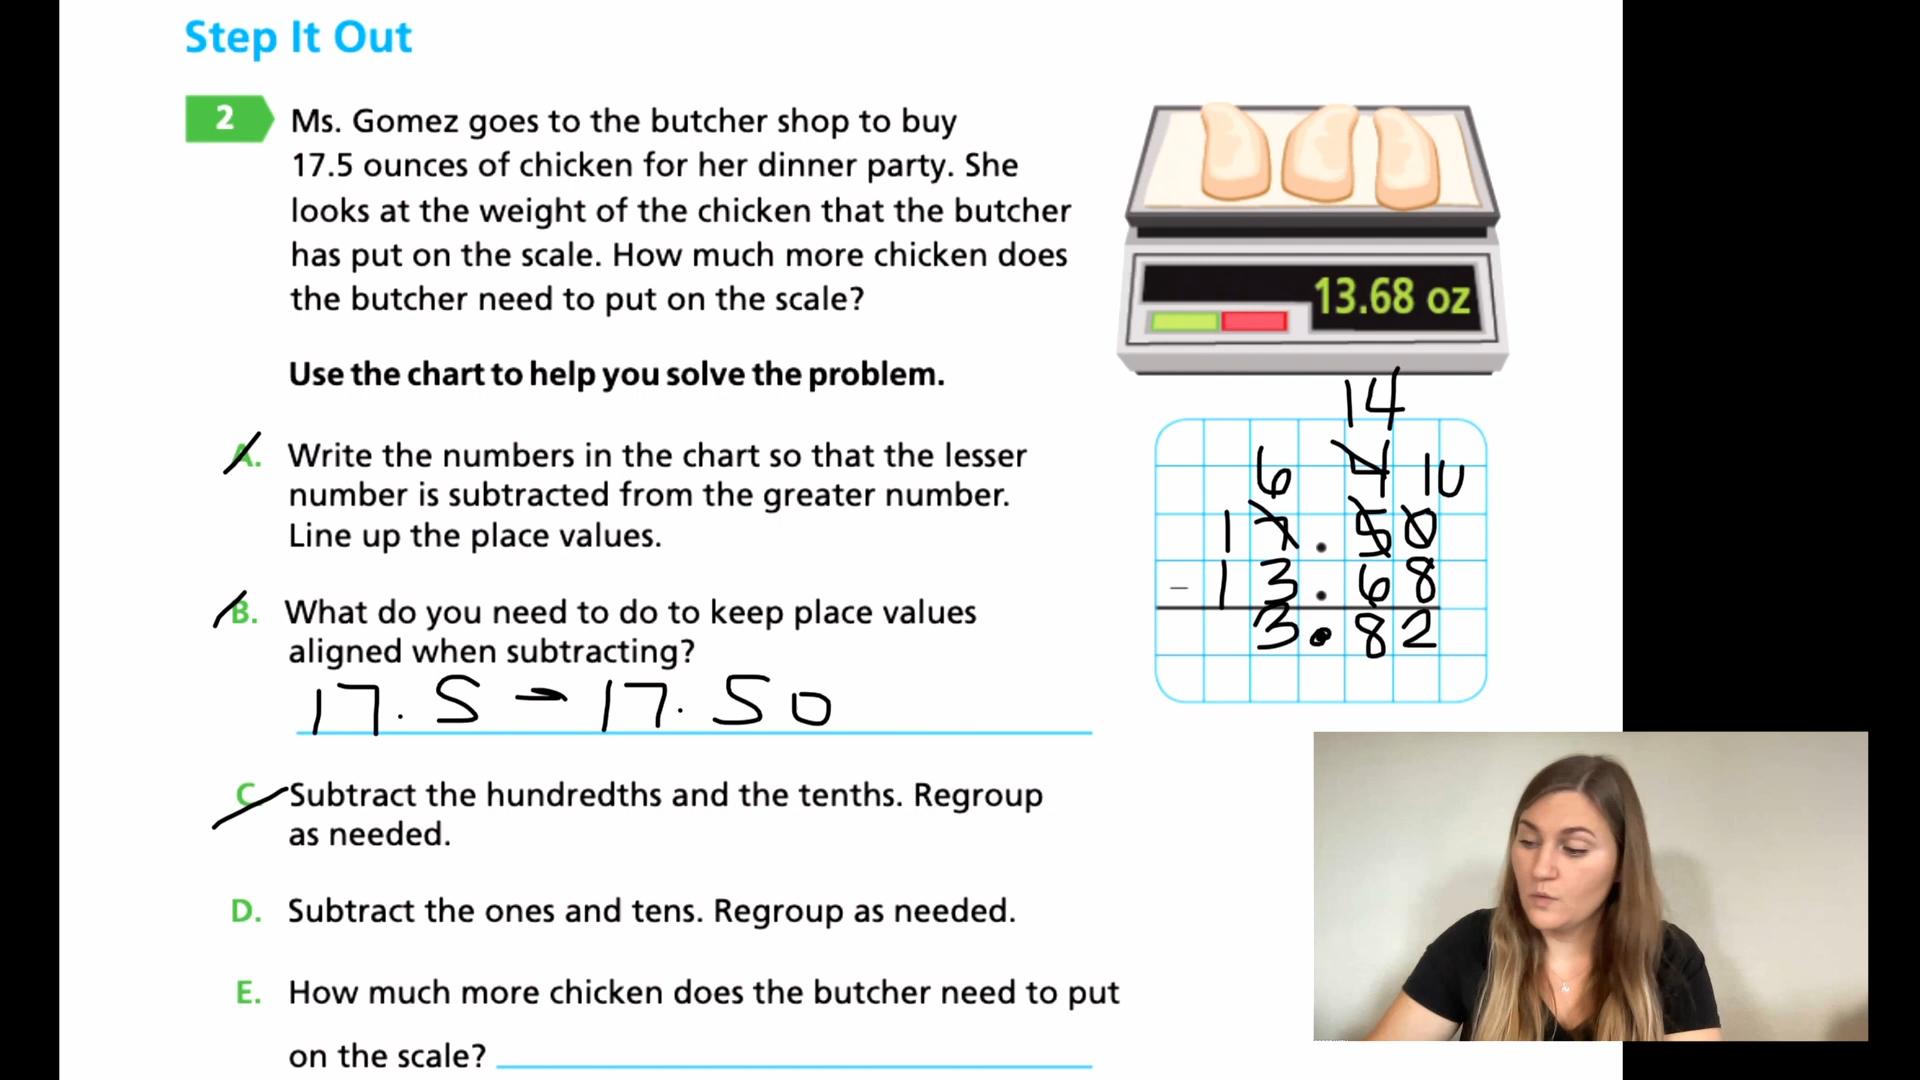 Step It Out
2
Ms. Gomez goes to the butcher shop to buy
17.5 ounces of chicken for her dinner party. She
looks at the weight of the chicken that the butcher
has put on the scale. How much more chicken does
the butcher need to put on the scale?
13.68 oz
Use the chart to help you solve the problem.
A. Write the numbers in the chart so that the lesser
number is subtracted from the greater number.
Line up the place values.
14
6 4 10
17.50
- 13.68
3.82
B. What do you need to do to keep place values
aligned when subtracting?
17.5 - 17.50
C Subtract the hundredths and the tenths. Regroup
as needed.
D. Subtract the ones and tens. Regroup as needed.
E. How much more chicken does the butcher need to put
on the scale?